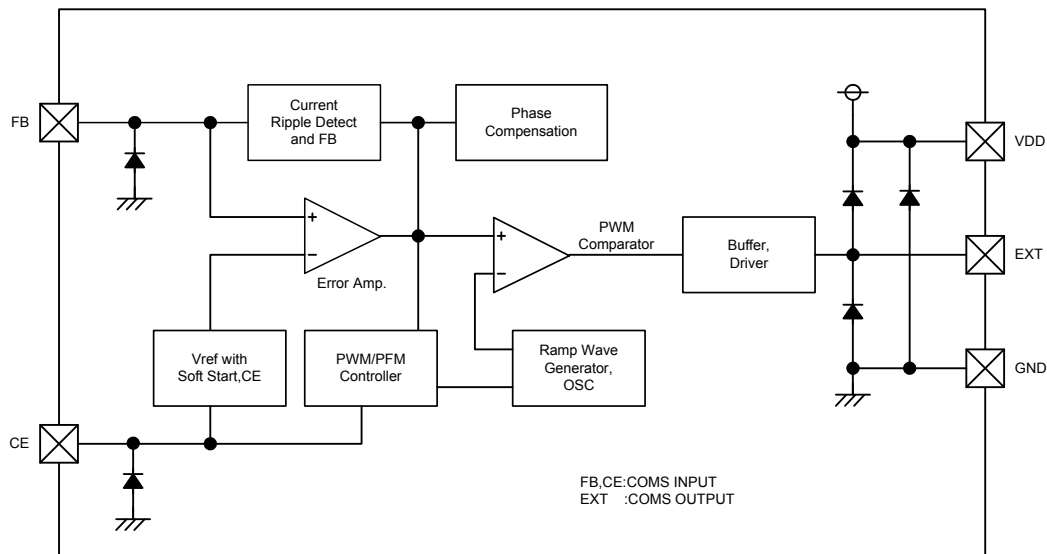 FB
Current
Ripple Detect
and FB
Phase
Compensation
VDD
+
−
Error Amp.
+
−
PWM
Comparator
Buffer,
Driver
EXT
Vref with
Soft Start,CE
PWM/PFM
Controller
Ramp Wave
Generator,
OSC
GND
CE
FB,CE:COMS INPUT
EXT :COMS OUTPUT